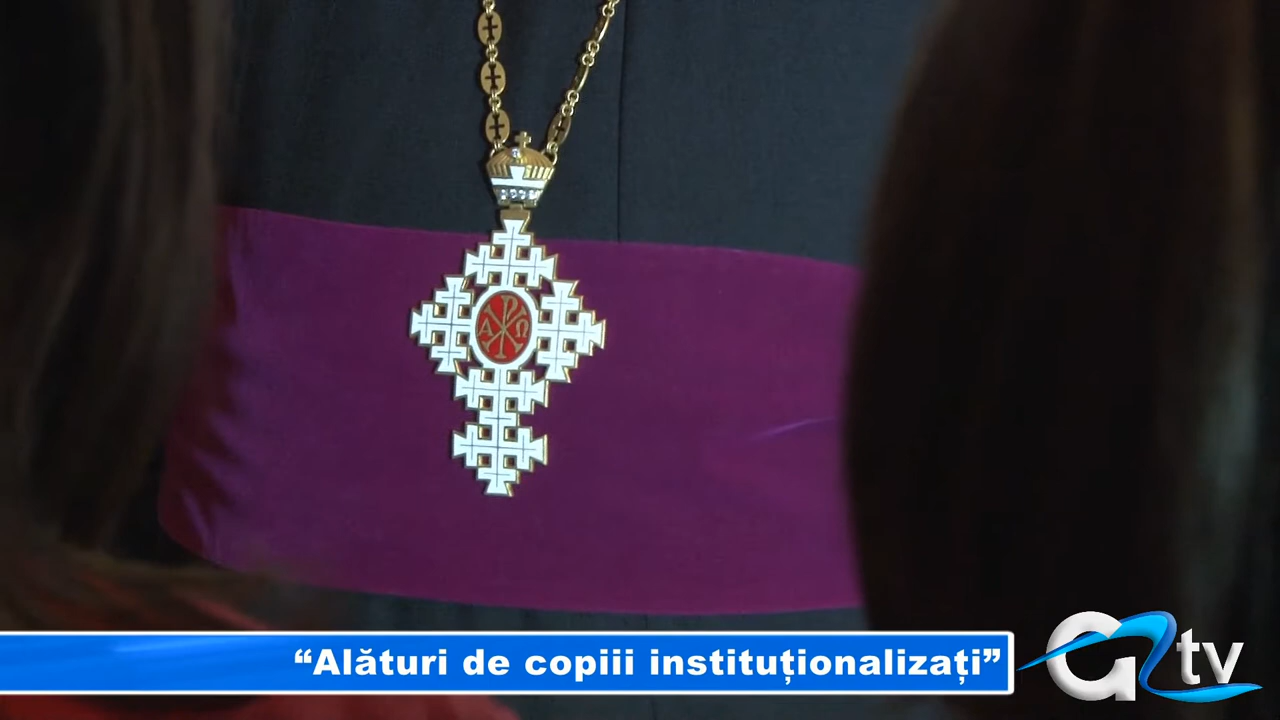 Α Ω
“Alături de copiii instituționalizați”
tv